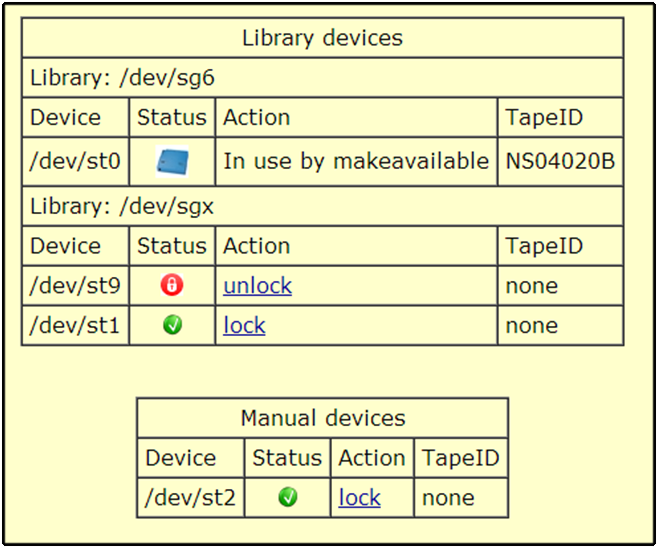 Library devices
Library: /dev/sg6
Device Status Action TapeID
/dev/st0 In use by makeavailable NS04020B
Library: /dev/sgx
Device Status Action TapeID
/dev/st9 unlock none
/dev/st1 lock none
Manual devices
Device Status Action TapeID
/dev/st2 lock none